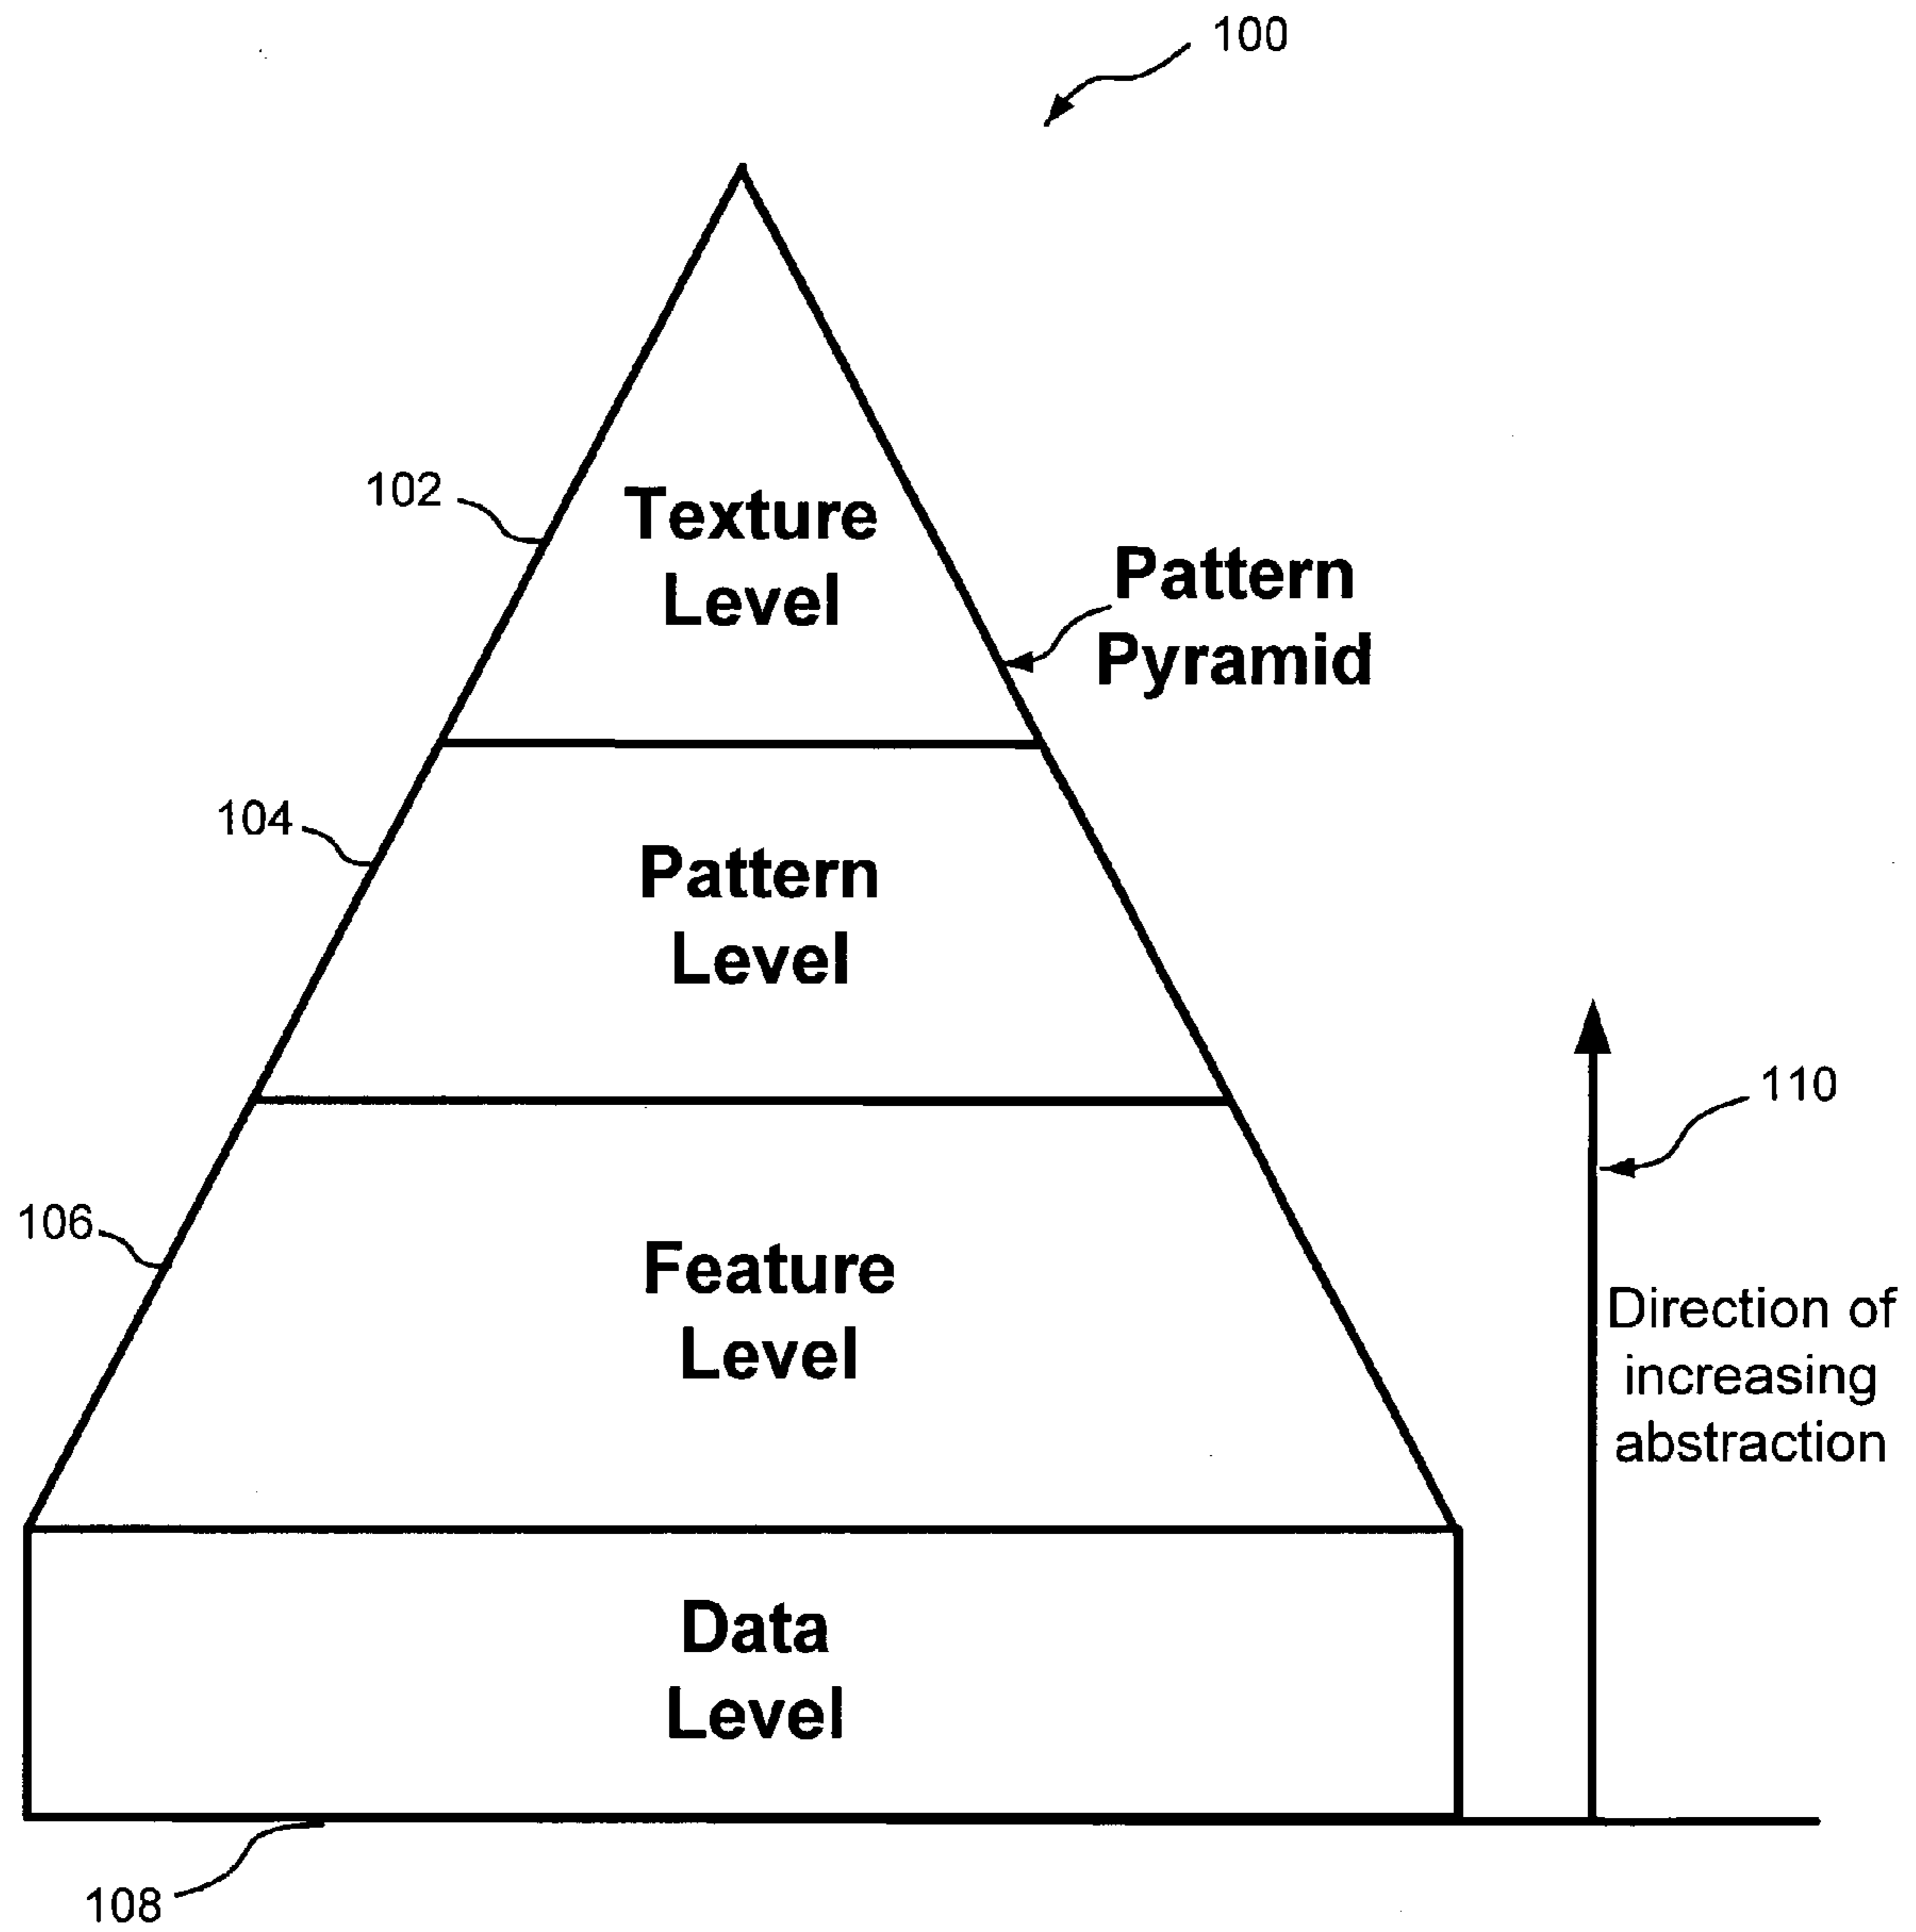 100
102
Texture
Level
Pattern
Pyramid
104
Pattern
Level
110
106
Feature
Level
Direction of
increasing
abstraction
Data
Level
108